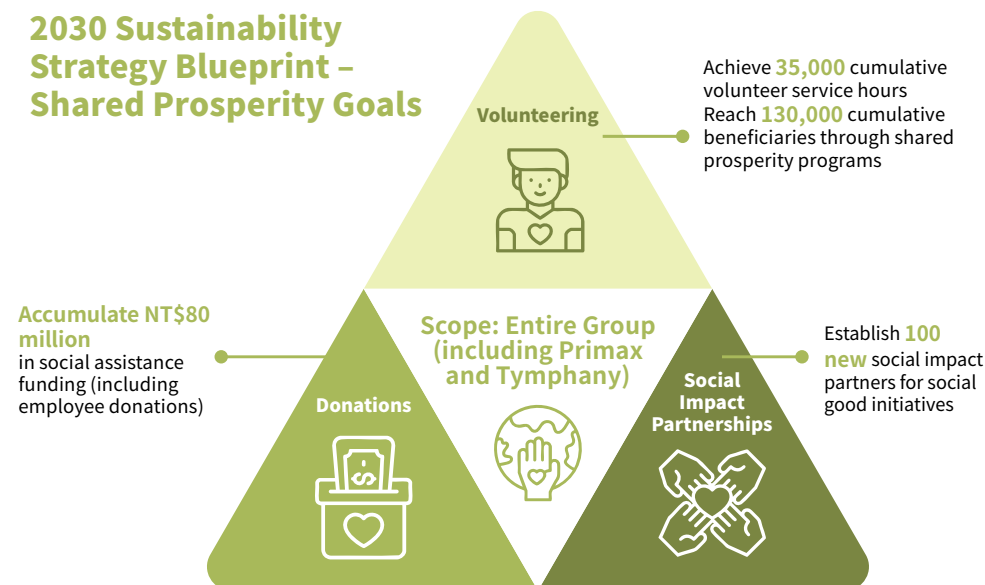 2030 Sustainability
Strategy Blueprint –
Shared Prosperity Goals
Volunteering
Achieve 35,000 cumulative
volunteer service hours
Reach 130,000 cumulative
beneficiaries through shared
prosperity programs
Accumulate NT$80
million
in social assistance
funding (including
employee donations)
Donations
$
Scope: Entire Group
(including Primax
and Tymphany)
Social
Impact
Partnerships
Establish 100
new social impact
partners for social
good initiatives